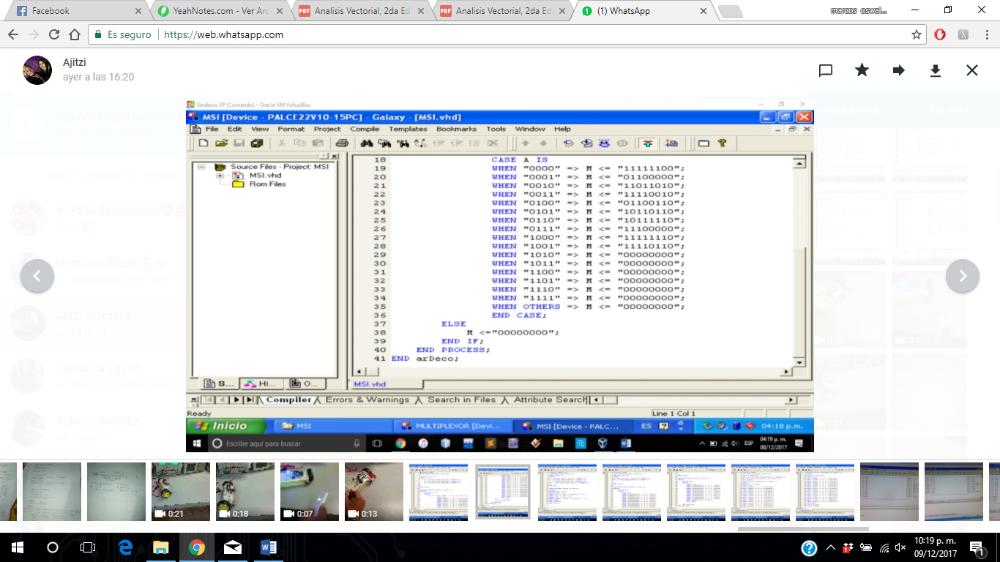 Facebook
YeahNotes.com - Ver Arc
Analisis Vectorial, 2da Ed
Analisis Vectorial, 2da Ed
(1) WhatsApp
marcos oswal...
Es seguro
https://web.whatsapp.com
Ajitzi
ayer a las 16:20
Xindows XP [Corriendo] - Oracle VM VirtualBox
MSI [Device - PALCE22V10-15PC] - Galaxy - [MSI.vhd]
File Edit View Format Project Compile Templates Bookmarks Tools Window Help
Source Files - Project: MSI
MSI.vhd
Rom Files
18 CASE A IS
19 WHEN "0000" => M <= "11111100";
20 WHEN "0001" => M <= "01100000";
21 WHEN "0010" => M <= "11011010";
22 WHEN "0011" => M <= "11110010";
23 WHEN "0100" => M <= "01100110";
24 WHEN "0101" => M <= "10110110";
25 WHEN "0110" => M <= "10111110";
26 WHEN "0111" => M <= "11100000";
27 WHEN "1000" => M <= "11111110";
28 WHEN "1001" => M <= "11110110";
29 WHEN "1010" => M <= "00000000";
30 WHEN "1011" => M <= "00000000";
31 WHEN "1100" => M <= "00000000";
32 WHEN "1101" => M <= "00000000";
33 WHEN "1110" => M <= "00000000";
34 WHEN "1111" => M <= "00000000";
35 WHEN OTHERS => M <= "00000000";
36 END CASE;
37 ELSE
38 M <="00000000";
39 END IF;
40 END PROCESS;
41 END arDeco;
S... Hi... O...
MSI.vhd
Compiler Errors & Warnings Search in Files Attribute Search
Ready
Line 1 Col 1
Inicio
MSI
MULTIPLEXOR [Devi...
MSI [Device - PALC...
ES
04:18 p.m.
Escribe aquí para buscar
ESP
04:19 p. m.
08/12/2017
#CREW REGAÑADO
Hermano Black
Ajitzi Quintana
Fernanda Lastiri
Tafnes Jimenez
Pelon Roomie
0:21
0:18
0:07
0:13
10:19 p. m.
09/12/2017